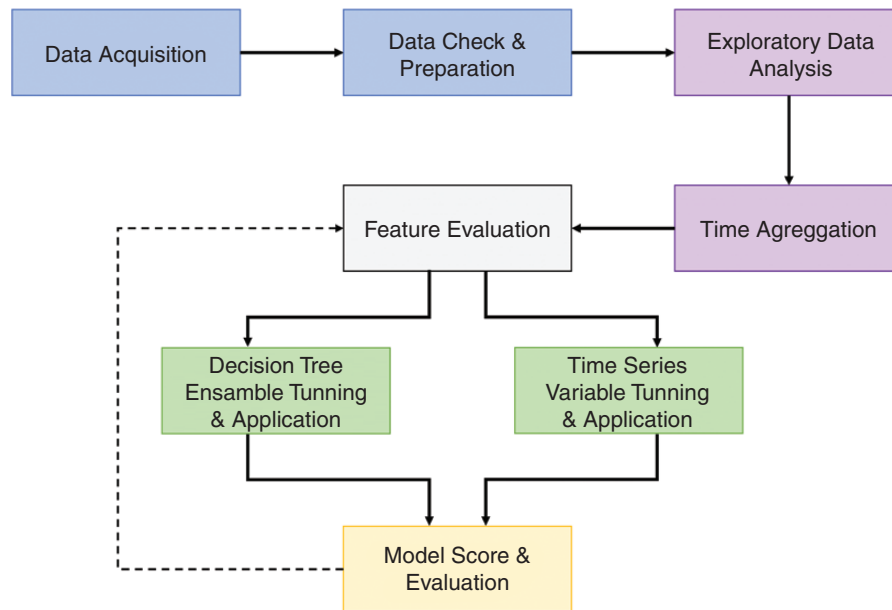 Data Acquisition
Data Check &
Preparation
Exploratory Data
Analysis
Feature Evaluation
Time Agreggation
Decision Tree
Ensamble Tunning
& Application
Time Series
Variable Tunning
& Application
Model Score &
Evaluation